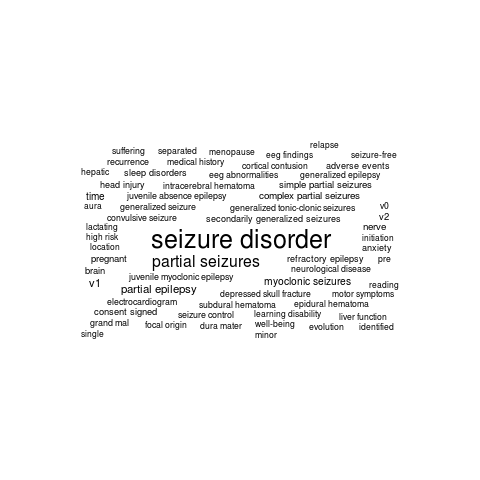 relapse
suffering separated menopause eeg findings seizure-free
recurrence medical history cortical contusion adverse events
hepatic sleep disorders eeg abnormalities generalized epilepsy
head injury intracerebral hematoma simple partial seizures
time juvenile absence epilepsy complex partial seizures
aura generalized seizure generalized tonic-clonic seizures v0
convulsive seizure secondarily generalized seizures v2
lactating nerve
high risk seizure disorder initiation
location anxiety
pregnant partial seizures refractory epilepsy pre
brain neurological disease
v1 juvenile myoclonic epilepsy myoclonic seizures reading
partial epilepsy depressed skull fracture motor symptoms
electrocardiogram subdural hematoma epidural hematoma
consent signed seizure control learning disability liver function
grand mal focal origin dura mater well-being evolution identified
single minor